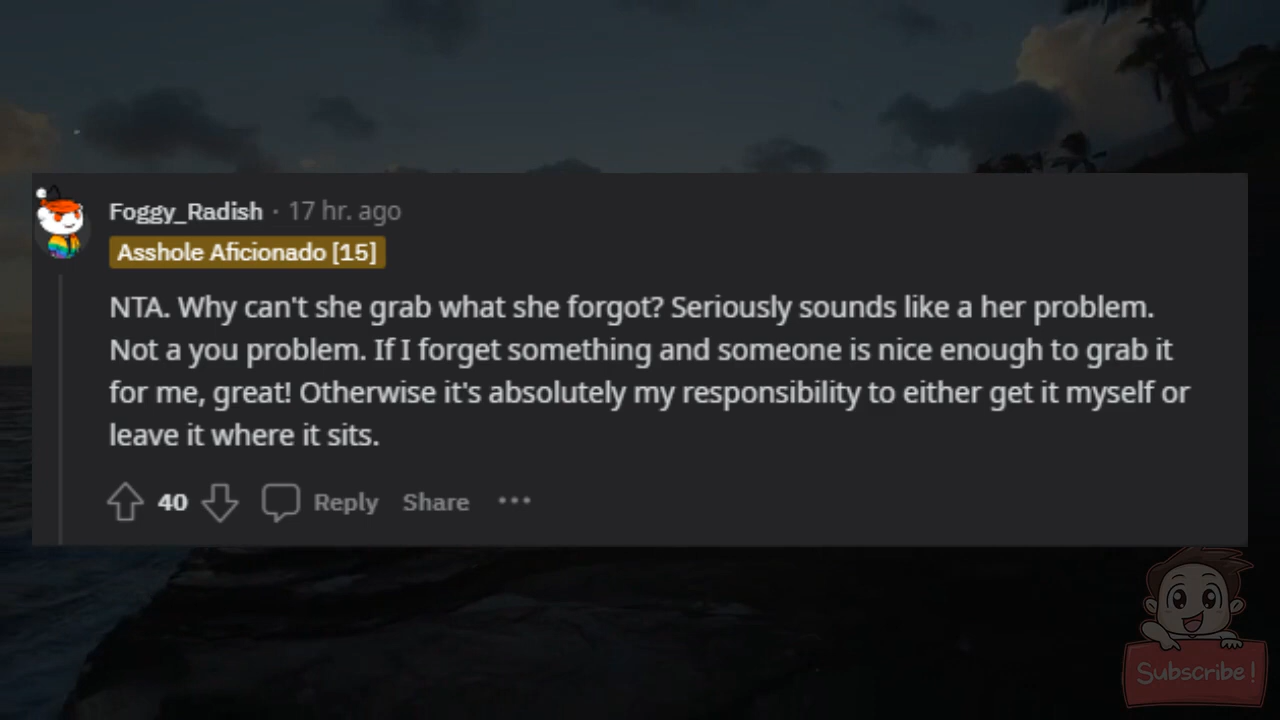 Foggy_Radish · 17 hr. ago
Asshole Aficionado [15]
NTA. Why can't she grab what she forgot? Seriously sounds like a her problem.
Not a you problem. If I forget something and someone is nice enough to grab it
for me, great! Otherwise it's absolutely my responsibility to either get it myself or
leave it where it sits.
40 Reply Share ···
Subscribe!